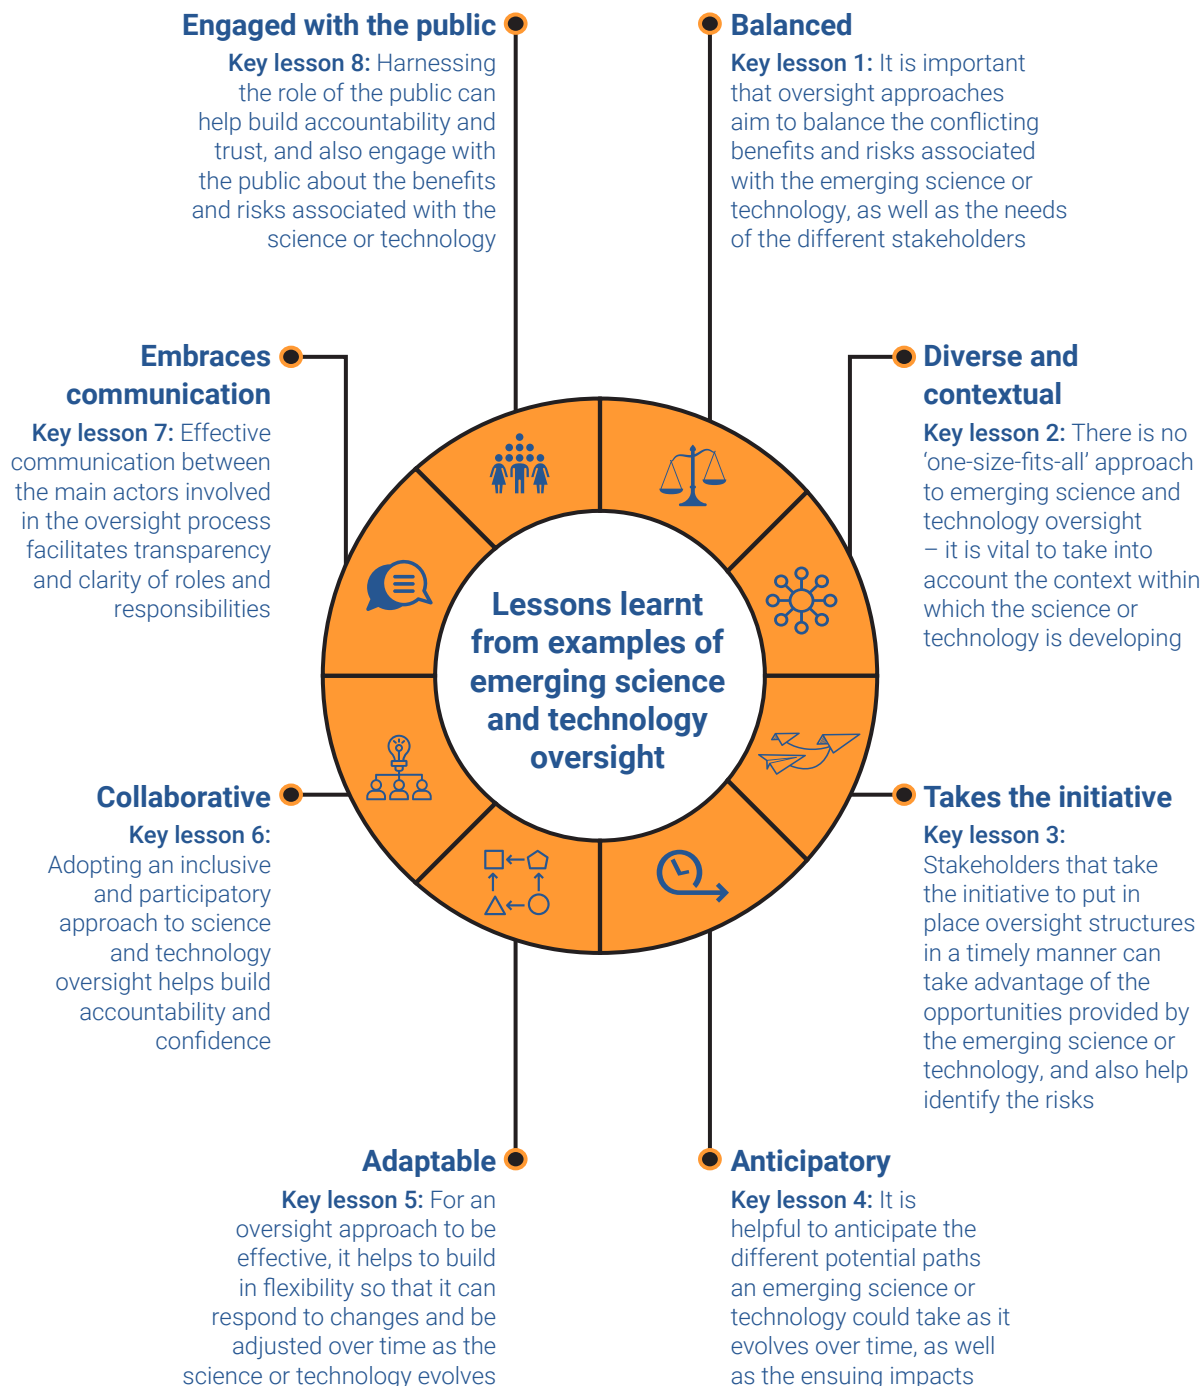 Engaged with the public
Key lesson 8: Harnessing
the role of the public can
help build accountability and
trust, and also engage with
the public about the benefits
and risks associated with the
science or technology
Balanced
Key lesson 1: It is important
that oversight approaches
aim to balance the conflicting
benefits and risks associated
with the emerging science or
technology, as well as the needs
of the different stakeholders
Embraces
communication
Key lesson 7: Effective
communication between
the main actors involved
in the oversight process
facilitates transparency
and clarity of roles and
responsibilities
Diverse and
contextual
Key lesson 2: There is no
‘one-size-fits-all’ approach
to emerging science and
technology oversight
– it is vital to take into
account the context within
which the science or
technology is developing
Lessons learnt
from examples of
emerging science
and technology
oversight
Collaborative
Key lesson 6:
Adopting an inclusive
and participatory
approach to science
and technology
oversight helps build
accountability and
confidence
Takes the initiative
Key lesson 3:
Stakeholders that take
the initiative to put in
place oversight structures
in a timely manner can
take advantage of the
opportunities provided by
the emerging science or
technology, and also help
identify the risks
Adaptable
Key lesson 5: For an
oversight approach to be
effective, it helps to build
in flexibility so that it can
respond to changes and be
adjusted over time as the
science or technology evolves
Anticipatory
Key lesson 4: It is
helpful to anticipate the
different potential paths
an emerging science or
technology could take as it
evolves over time, as well
as the ensuing impacts